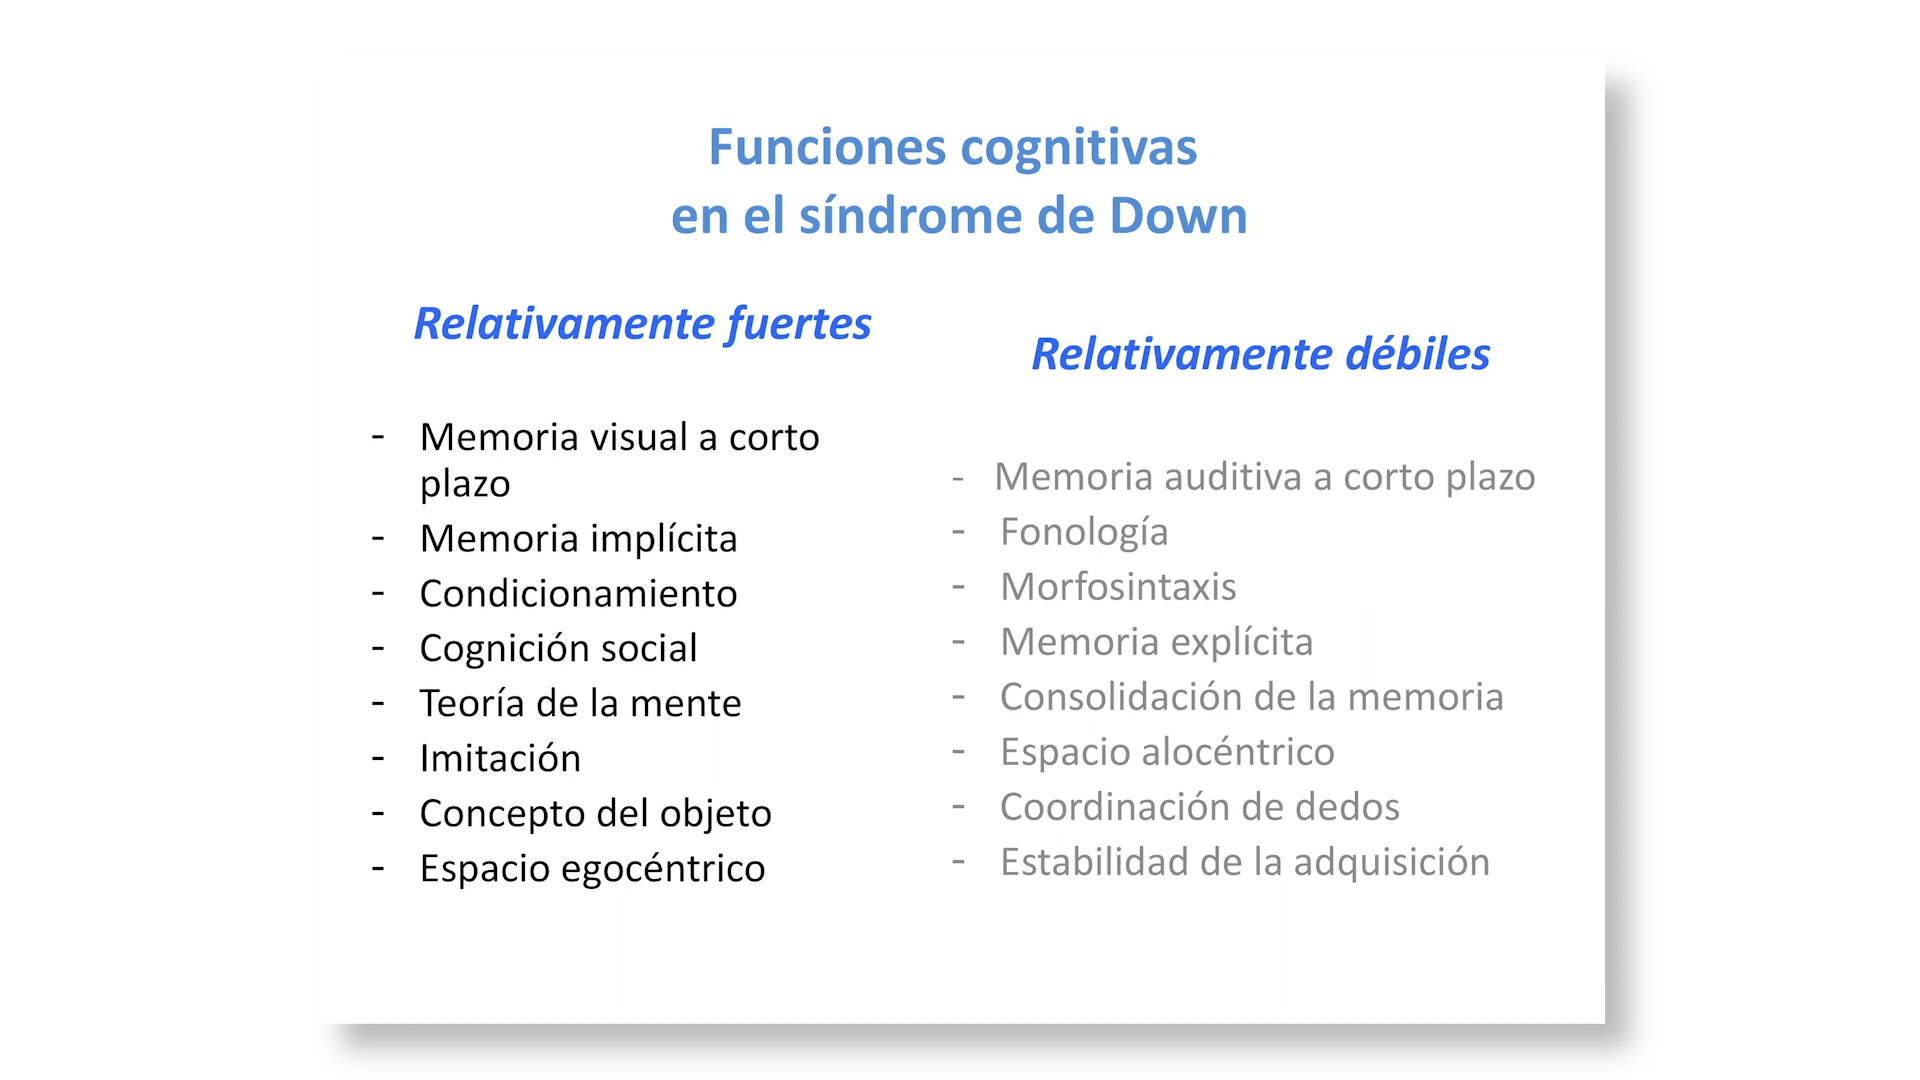 Funciones cognitivas
en el síndrome de Down
Relativamente fuertes
- Memoria visual a corto
plazo
- Memoria implícita
- Condicionamiento
- Cognición social
- Teoría de la mente
- Imitación
- Concepto del objeto
- Espacio egocéntrico
Relativamente débiles
- Memoria auditiva a corto plazo
- Fonología
- Morfosintaxis
- Memoria explícita
- Consolidación de la memoria
- Espacio alocéntrico
- Coordinación de dedos
- Estabilidad de la adquisición